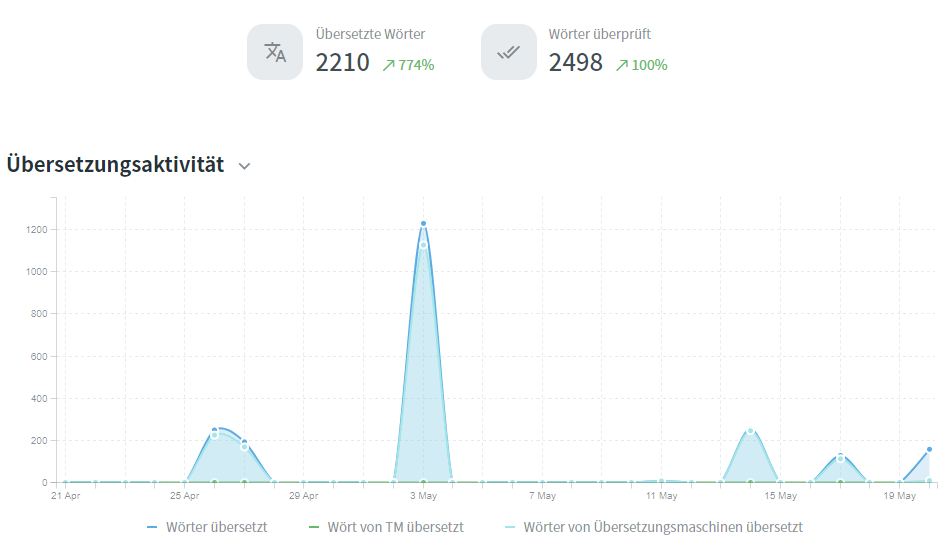 Übersetzte Wörter
2210 774%
Wörter überprüft
2498 100%
Übersetzungsaktivität
1200
1000
800
600
400
200
0
21 Apr 25 Apr 29 Apr 3 May 7 May 11 May 15 May 19 May
Wörter übersetzt Wört von TM übersetzt Wörter von Übersetzungsmaschinen übersetzt